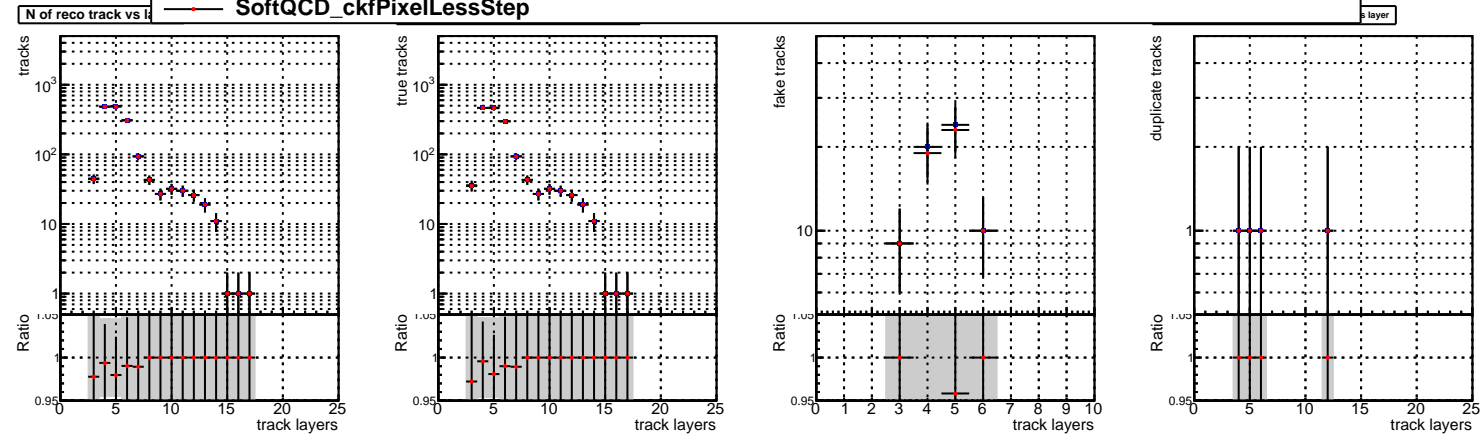 SoftQCD_ckfPixelLessStep
N of reco track vs la
s layer
tracks
10³
10²
10
1
Ratio
1.05
1
0.95
0 5 10 15 20 25
track layers
true tracks
10³
10²
10
1
Ratio
1.05
1
0.95
0 5 10 15 20 25
track layers
fake tracks
10
Ratio
1.05
1
0.95
0 1 2 3 4 5 6 7 8 9 10
track layers
duplicate tracks
1
Ratio
1.05
1
0.95
0 5 10 15 20 25
track layers